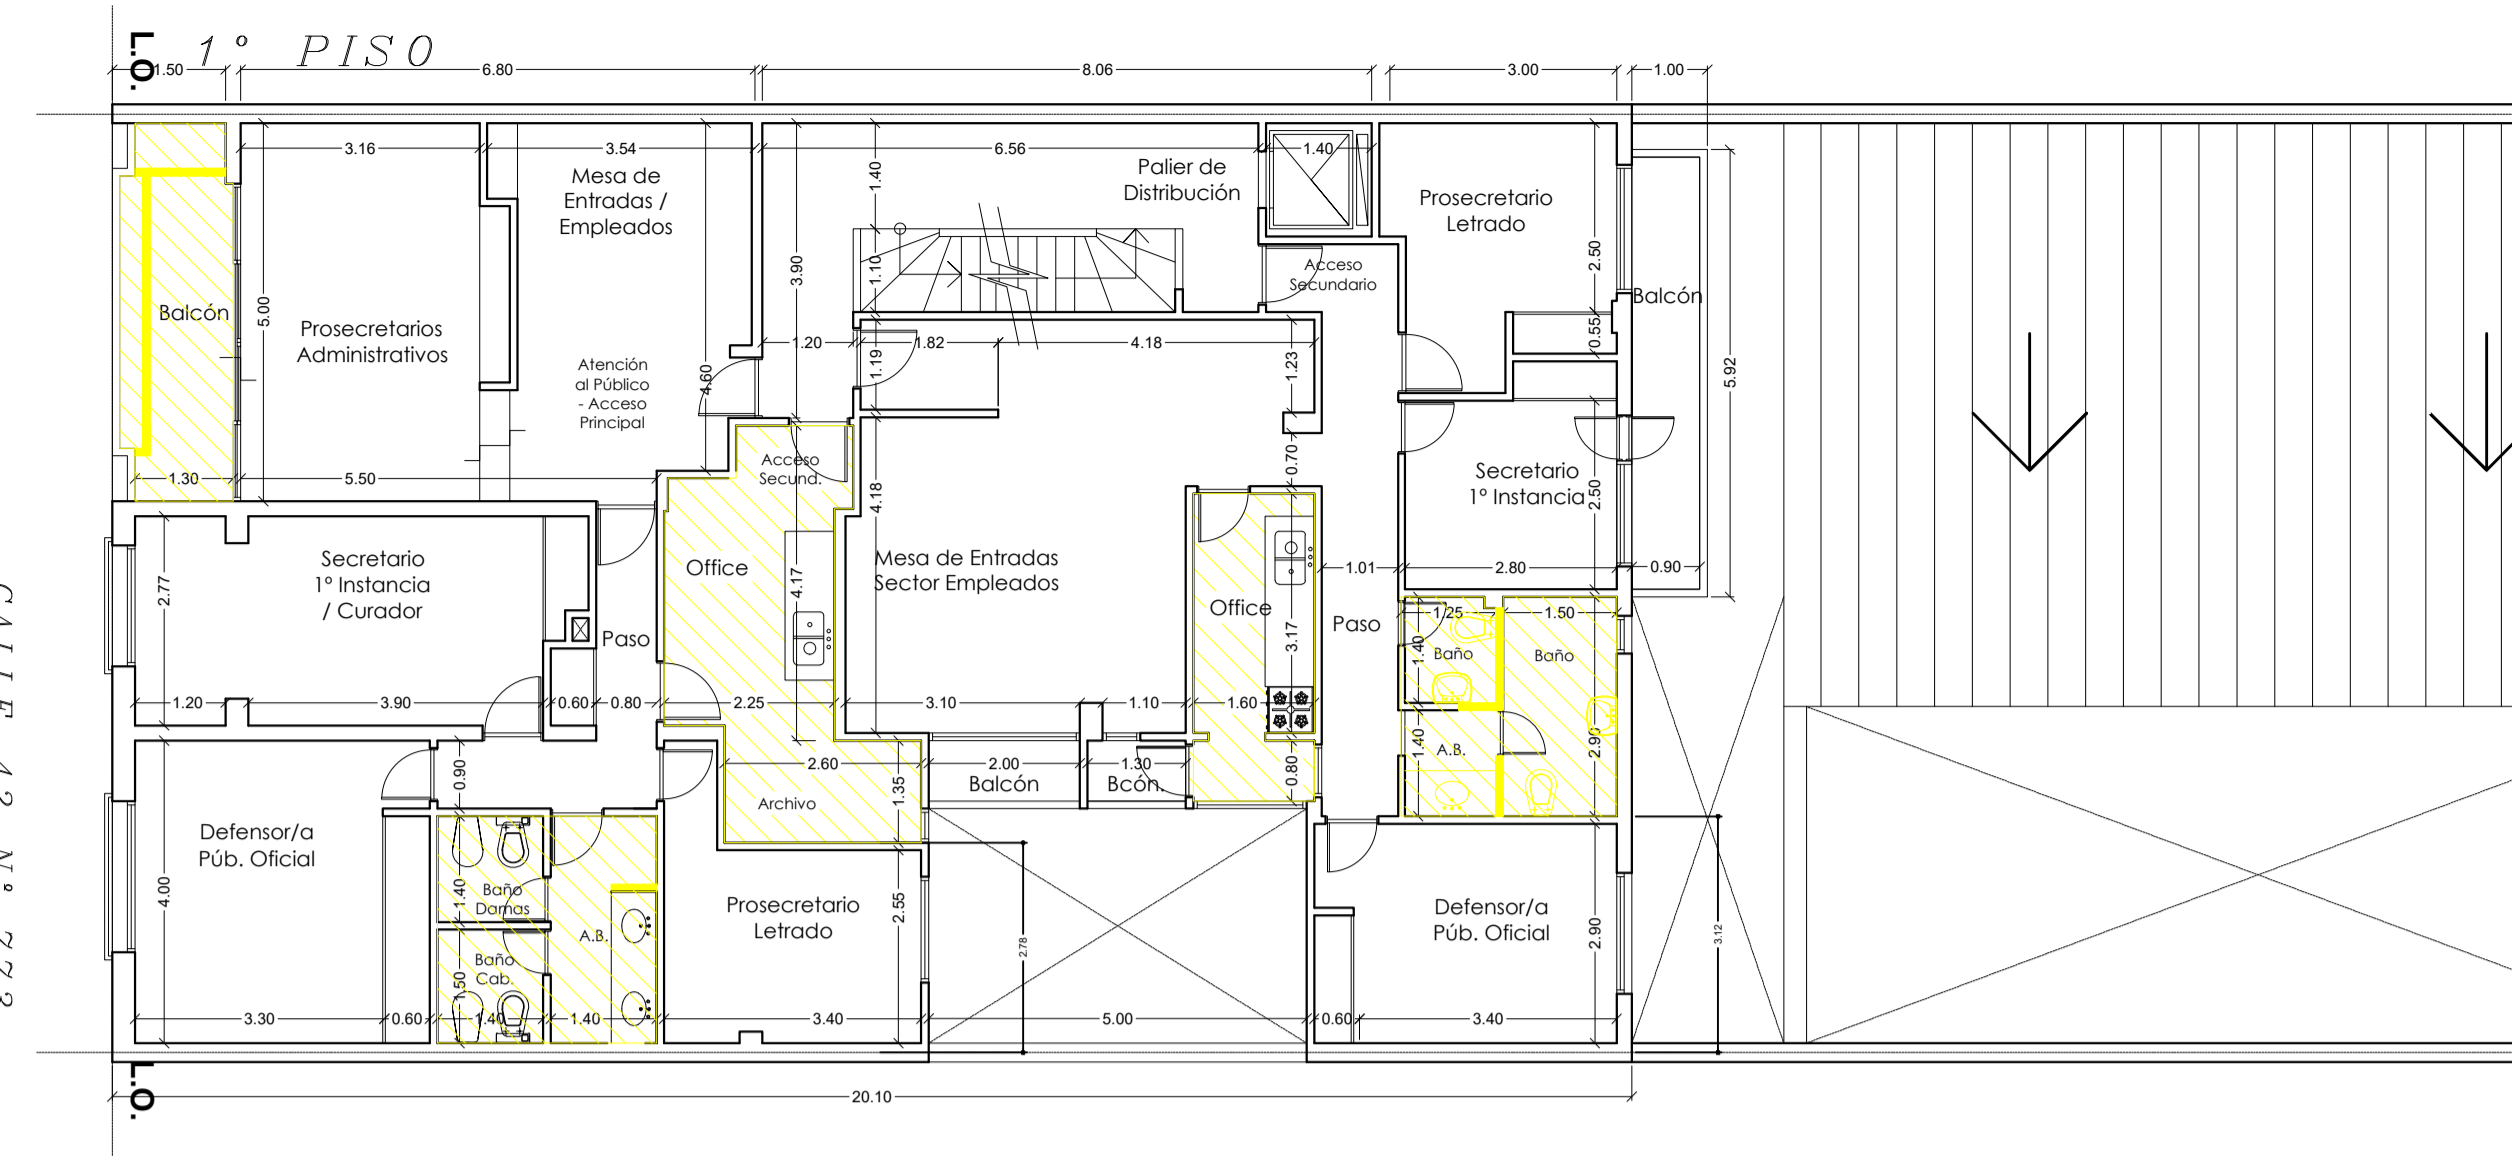 L.O.
1° PISO
1.50
6.80
8.06
3.00
1.00
3.16
3.54
6.56
1.40
Mesa de
Entradas /
Empleados
1.40
Palier de
Distribución
Prosecretario
Letrado
Balcón
5.00
Prosecretarios
Administrativos
3.90
1.10
Acceso
Secundario
2.50
Balcón
0.55
5.92
1.20
1.19
1.82
4.18
1.23
Atención
al Público
- Acceso
Principal
4.60
1.30
5.50
Acceso
Secund.
4.18
0.70
Secretario
1° Instancia
2.50
Secretario
1° Instancia
/ Curador
2.77
Office
4.17
Mesa de Entradas
Sector Empleados
1.01
2.80
0.90
Office
Paso
3.17
Paso
1.25
1.50
1.40
Baño
Baño
1.20
3.90
0.60
0.80
2.25
3.10
1.10
1.60
1.40
A.B.
2.90
0.90
2.60
1.35
2.00
1.30
0.80
Balcón
Bcón.
Archivo
Defensor/a
Púb. Oficial
4.00
1.40
Baño
Damas
A.B.
Prosecretario
Letrado
2.55
2.78
Defensor/a
Púb. Oficial
2.90
3.12
Baño
Cab.
1.50
3.30
0.60
1.40
1.40
3.40
5.00
0.60
3.40
L.O.
20.10